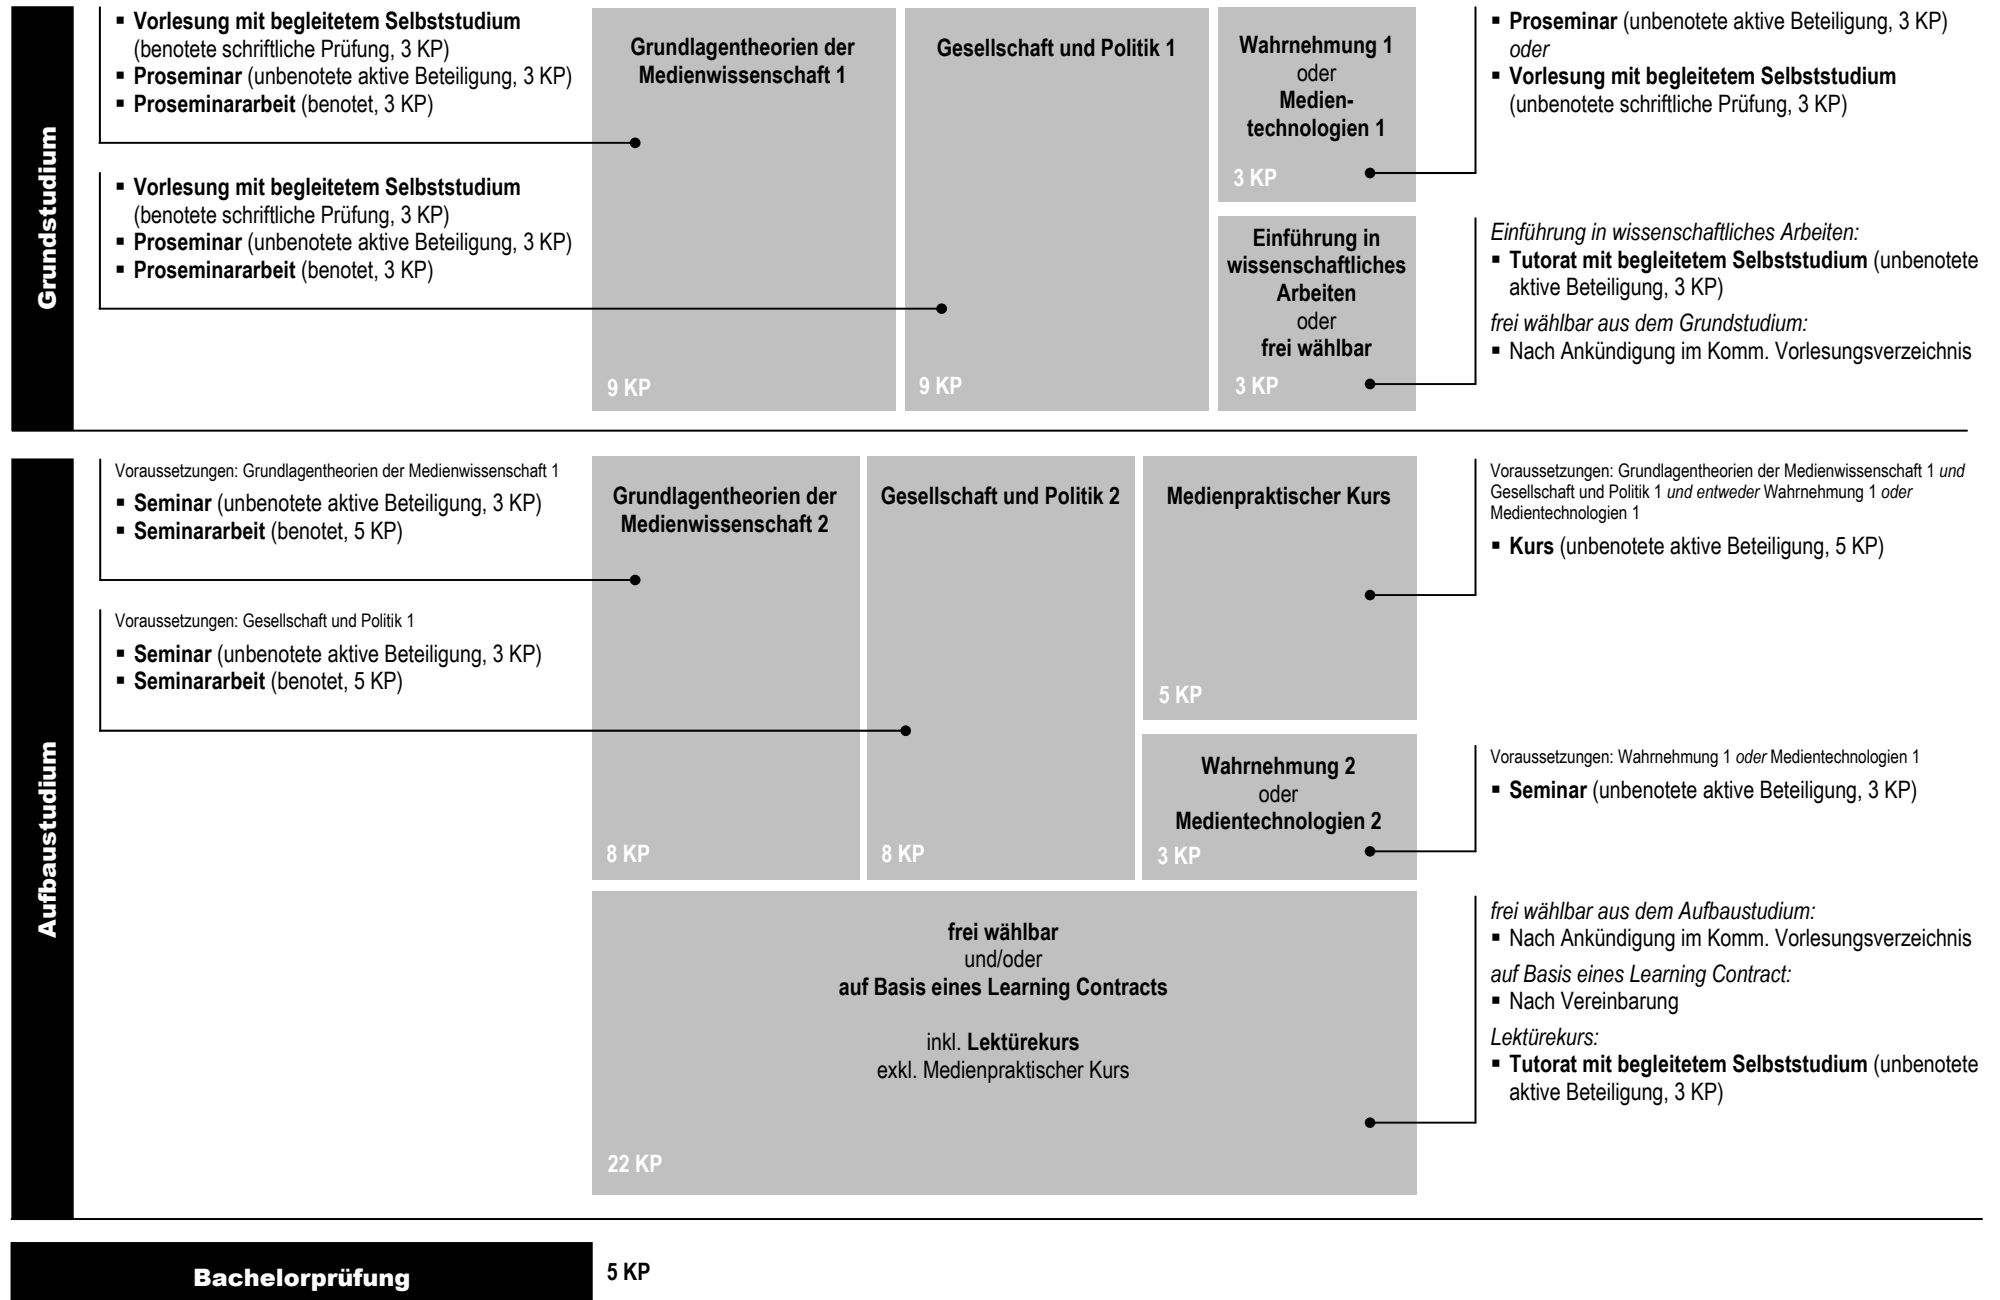 Grundstudium
▪ Vorlesung mit begleitetem Selbststudium
(benotete schriftliche Prüfung, 3 KP)
▪ Proseminar (unbenotete aktive Beteiligung, 3 KP)
▪ Proseminararbeit (benotet, 3 KP)
▪ Vorlesung mit begleitetem Selbststudium
(benotete schriftliche Prüfung, 3 KP)
▪ Proseminar (unbenotete aktive Beteiligung, 3 KP)
▪ Proseminararbeit (benotet, 3 KP)
Grundlagentheorien der
Medienwissenschaft 1
9 KP
Gesellschaft und Politik 1
9 KP
Wahrnehmung 1
oder
Medien-
technologien 1
3 KP
▪ Proseminar (unbenotete aktive Beteiligung, 3 KP)
oder
▪ Vorlesung mit begleitetem Selbststudium
(unbenotete schriftliche Prüfung, 3 KP)
Einführung in
wissenschaftliches
Arbeiten
oder
frei wählbar
3 KP
Einführung in wissenschaftliches Arbeiten:
▪ Tutorat mit begleitetem Selbststudium (unbenotete
aktive Beteiligung, 3 KP)
frei wählbar aus dem Grundstudium:
▪ Nach Ankündigung im Komm. Vorlesungsverzeichnis
Aufbaustudium
Voraussetzungen: Grundlagentheorien der Medienwissenschaft 1
▪ Seminar (unbenotete aktive Beteiligung, 3 KP)
▪ Seminararbeit (benotet, 5 KP)
Voraussetzungen: Gesellschaft und Politik 1
▪ Seminar (unbenotete aktive Beteiligung, 3 KP)
▪ Seminararbeit (benotet, 5 KP)
Grundlagentheorien der
Medienwissenschaft 2
8 KP
Gesellschaft und Politik 2
8 KP
Medienpraktischer Kurs
5 KP
Voraussetzungen: Grundlagentheorien der Medienwissenschaft 1 und
Gesellschaft und Politik 1 und entweder Wahrnehmung 1 oder
Medientechnologien 1
▪ Kurs (unbenotete aktive Beteiligung, 5 KP)
Wahrnehmung 2
oder
Medientechnologien 2
3 KP
Voraussetzungen: Wahrnehmung 1 oder Medientechnologien 1
▪ Seminar (unbenotete aktive Beteiligung, 3 KP)
frei wählbar
und/oder
auf Basis eines Learning Contracts
inkl. Lektürekurs
exkl. Medienpraktischer Kurs
22 KP
frei wählbar aus dem Aufbaustudium:
▪ Nach Ankündigung im Komm. Vorlesungsverzeichnis
auf Basis eines Learning Contract:
▪ Nach Vereinbarung
Lektürekurs:
▪ Tutorat mit begleitetem Selbststudium (unbenotete
aktive Beteiligung, 3 KP)
Bachelorprüfung
5 KP